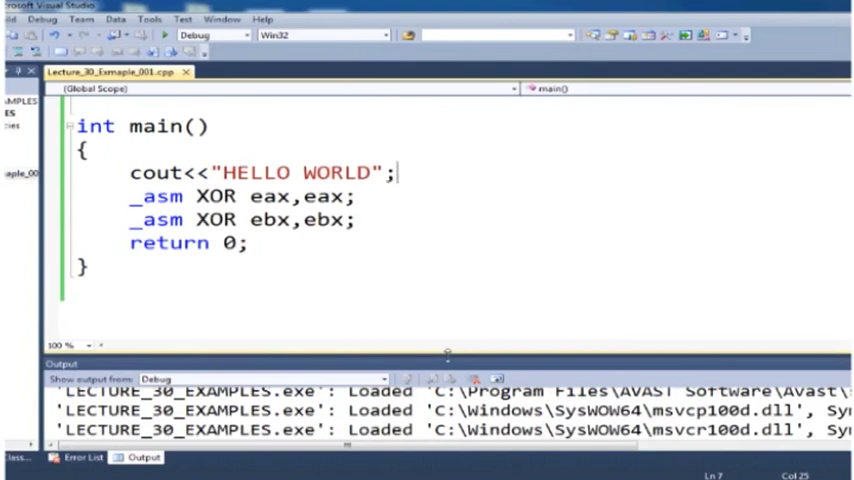 Microsoft Visual Studio
Debug Team Data Tools Test Window Help
Debug Win32
Lecture_30_Exmaple_001.cpp
(Global Scope) main()
int main()
{
cout<<"HELLO WORLD";
_asm XOR eax,eax;
_asm XOR ebx,ebx;
return 0;
}
100 %
Output
Show output from: Debug
'LECTURE_30_EXAMPLES.exe': Loaded 'C:\Program Files\AVAST Software\Avast\
'LECTURE_30_EXAMPLES.exe': Loaded 'C:\Windows\SysWOW64\msvcp100d.dll', Sy
'LECTURE_30_EXAMPLES.exe': Loaded 'C:\Windows\SysWOW64\msvcr100d.dll', Sy
Class... Error List Output
Ln 7 Col 25